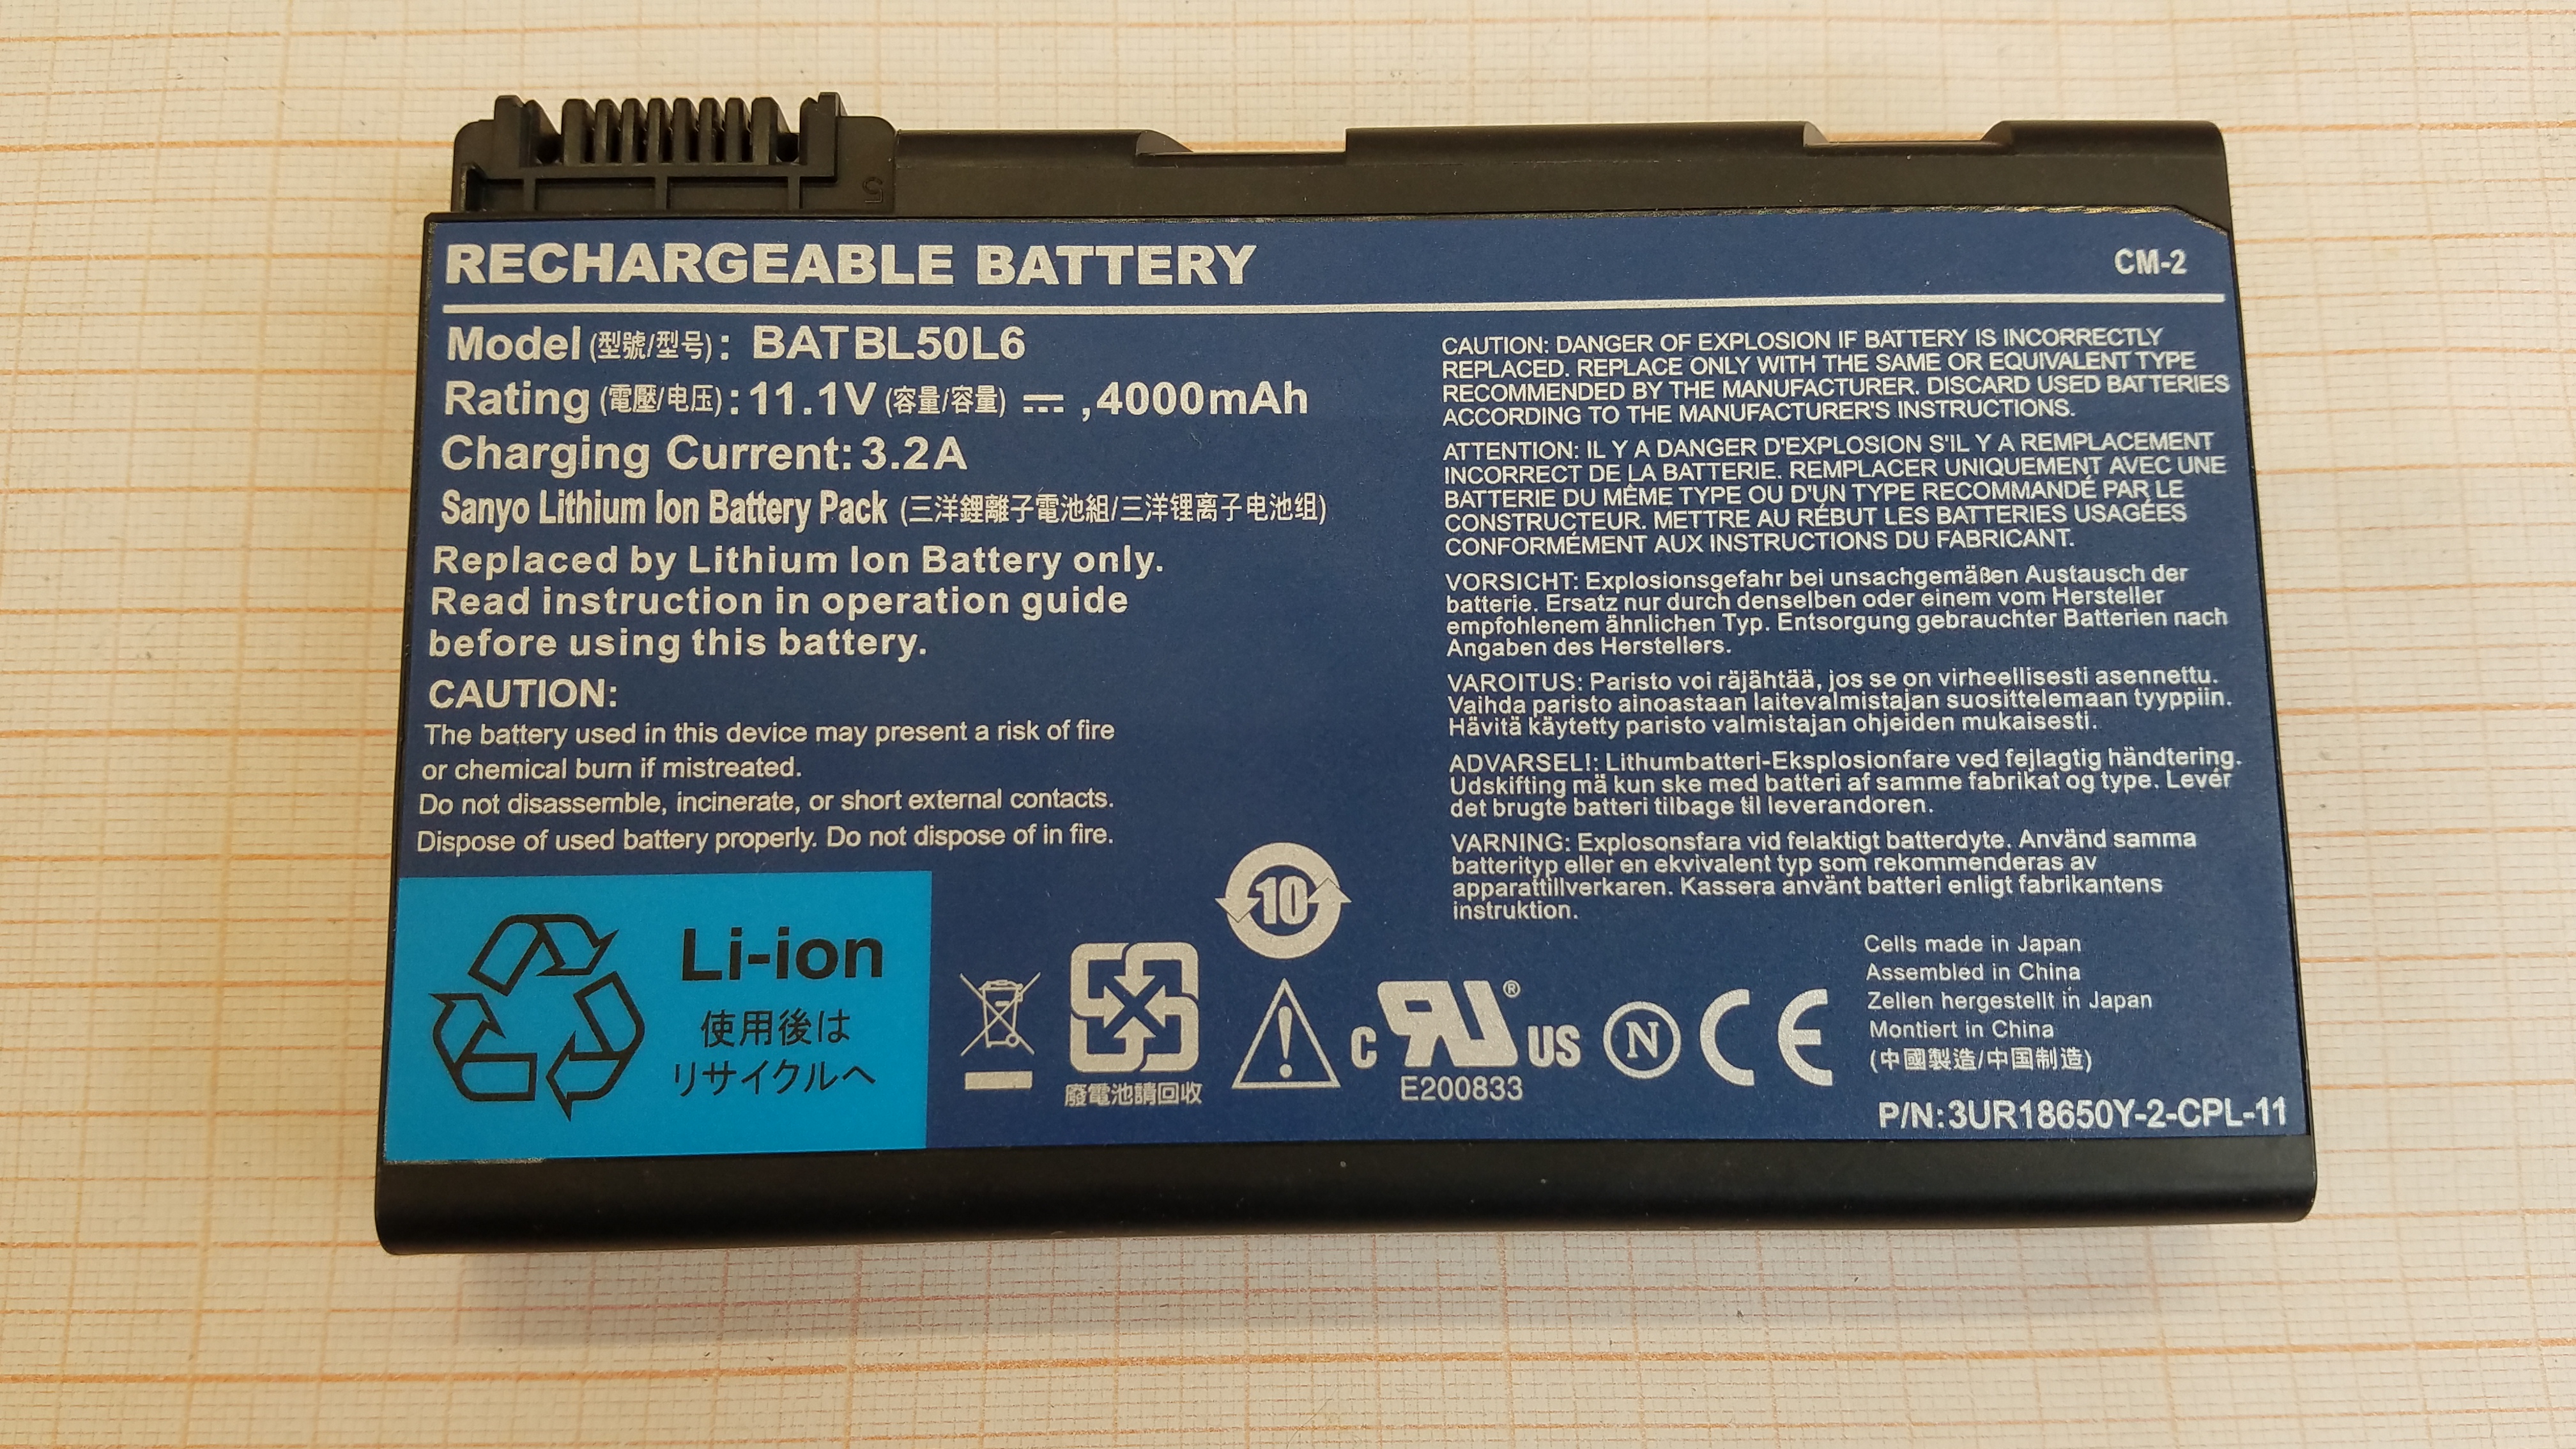 5
RECHARGEABLE BATTERY
CM-2
Model (型號/型号) : BATBL50L6
Rating (電壓/电压) : 11.1V (容量/容量) ⎓ ,4000mAh
Charging Current: 3.2A
Sanyo Lithium Ion Battery Pack (三洋鋰離子電池組/三洋锂离子电池组)
Replaced by Lithium Ion Battery only.
Read instruction in operation guide
before using this battery.
CAUTION:
The battery used in this device may present a risk of fire
or chemical burn if mistreated.
Do not disassemble, incinerate, or short external contacts.
Dispose of used battery properly. Do not dispose of in fire.
CAUTION: DANGER OF EXPLOSION IF BATTERY IS INCORRECTLY
REPLACED. REPLACE ONLY WITH THE SAME OR EQUIVALENT TYPE
RECOMMENDED BY THE MANUFACTURER. DISCARD USED BATTERIES
ACCORDING TO THE MANUFACTURER'S INSTRUCTIONS.
ATTENTION: IL Y A DANGER D'EXPLOSION S'IL Y A REMPLACEMENT
INCORRECT DE LA BATTERIE. REMPLACER UNIQUEMENT AVEC UNE
BATTERIE DU MÊME TYPE OU D'UN TYPE RECOMMANDÉ PAR LE
CONSTRUCTEUR. METTRE AU RÉBUT LES BATTERIES USAGÉES
CONFORMÉMENT AUX INSTRUCTIONS DU FABRICANT.
VORSICHT: Explosionsgefahr bei unsachgemäßen Austausch der
batterie. Ersatz nur durch denselben oder einem vom Hersteller
empfohlenem ähnlichen Typ. Entsorgung gebrauchter Batterien nach
Angaben des Herstellers.
VAROITUS: Paristo voi räjähtää, jos se on virheellisesti asennettu.
Vaihda paristo ainoastaan laitevalmistajan suosittelemaan tyyppiin.
Hävitä käytetty paristo valmistajan ohjeiden mukaisesti.
ADVARSEL!: Lithumbatteri-Eksplosionfare ved fejlagtig händtering.
Udskifting mä kun ske med batteri af samme fabrikat og type. Levér
det brugte batteri tilbage til leverandoren.
VARNING: Explosonsfara vid felaktigt batterdyte. Använd samma
batterityp eller en ekvivalent typ som rekommenderas av
apparattillverkaren. Kassera använt batteri enligt fabrikantens
instruktion.
Li-ion
使用後は
リサイクルへ
廢電池請回收
10
C RU ® US
E200833
N
CE
Cells made in Japan
Assembled in China
Zellen hergestellt in Japan
Montiert in China
(中國製造/中国制造)
P/N:3UR18650Y-2-CPL-11